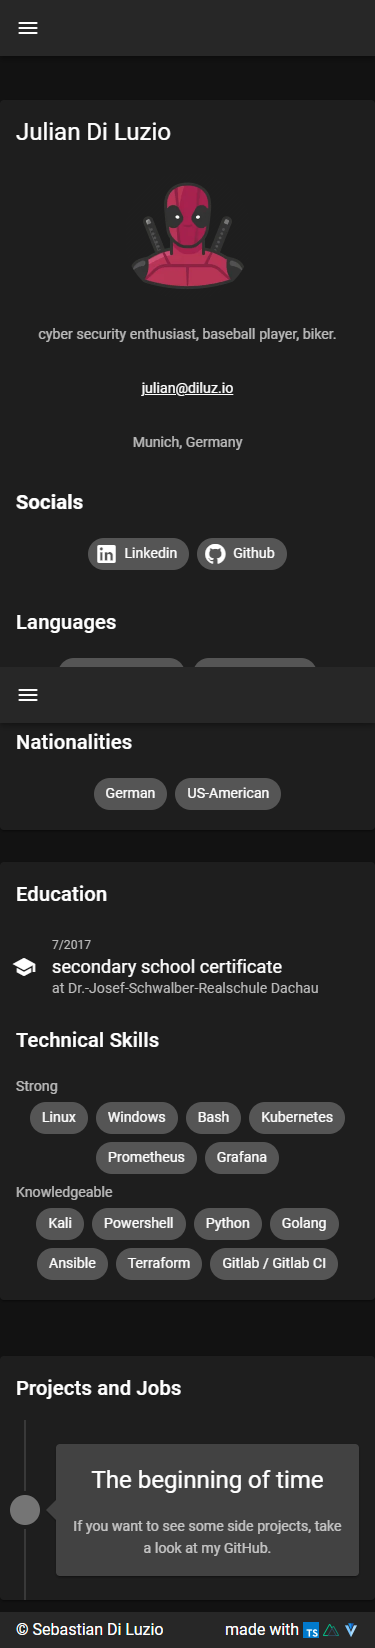 Julian Di Luzio
cyber security enthusiast, baseball player, biker.
julian@diluz.io
Munich, Germany
Socials
Linkedin Github
Languages
Nationalities
German US-American
Education
7/2017
secondary school certificate
at Dr.-Josef-Schwalber-Realschule Dachau
Technical Skills
Strong
Linux Windows Bash Kubernetes
Prometheus Grafana
Knowledgeable
Kali Powershell Python Golang
Ansible Terraform Gitlab / Gitlab CI
Projects and Jobs
The beginning of time
If you want to see some side projects, take
a look at my GitHub.
© Sebastian Di Luzio made with TS